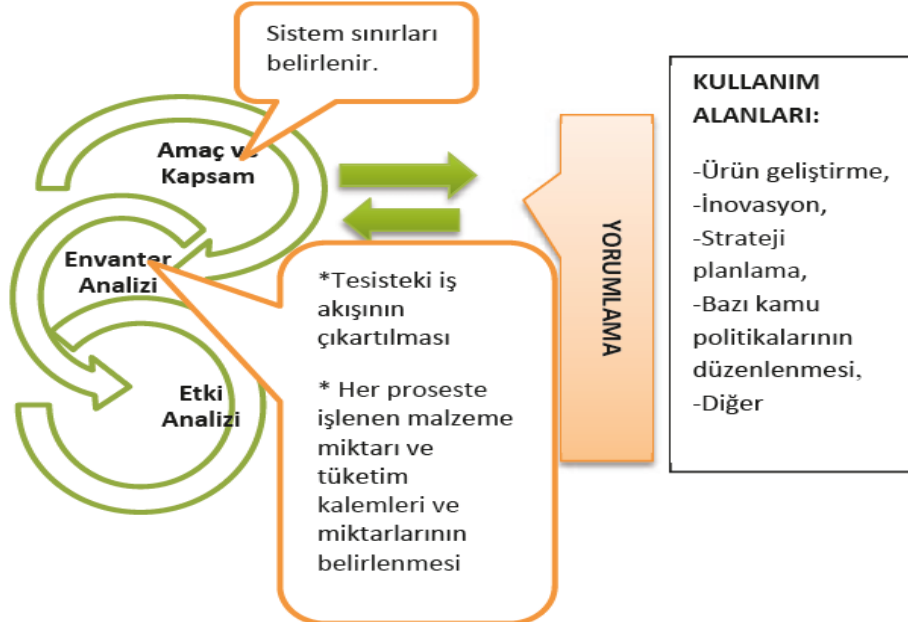 Sistem sınırları
belirlenir.
Amaç ve
Kapsam
Envanter
Analizi
Etki
Analizi
*Tesisteki iş
akışının
çıkartılması
* Her proseste
işlenen malzeme
miktarı ve
tüketim
kalemleri ve
miktarlarının
belirlenmesi
YORUMLAMA
KULLANIM
ALANLARI:
-Ürün geliştirme,
-İnovasyon,
-Strateji
planlama,
-Bazı kamu
politikalarının
düzenlenmesi,
-Diğer